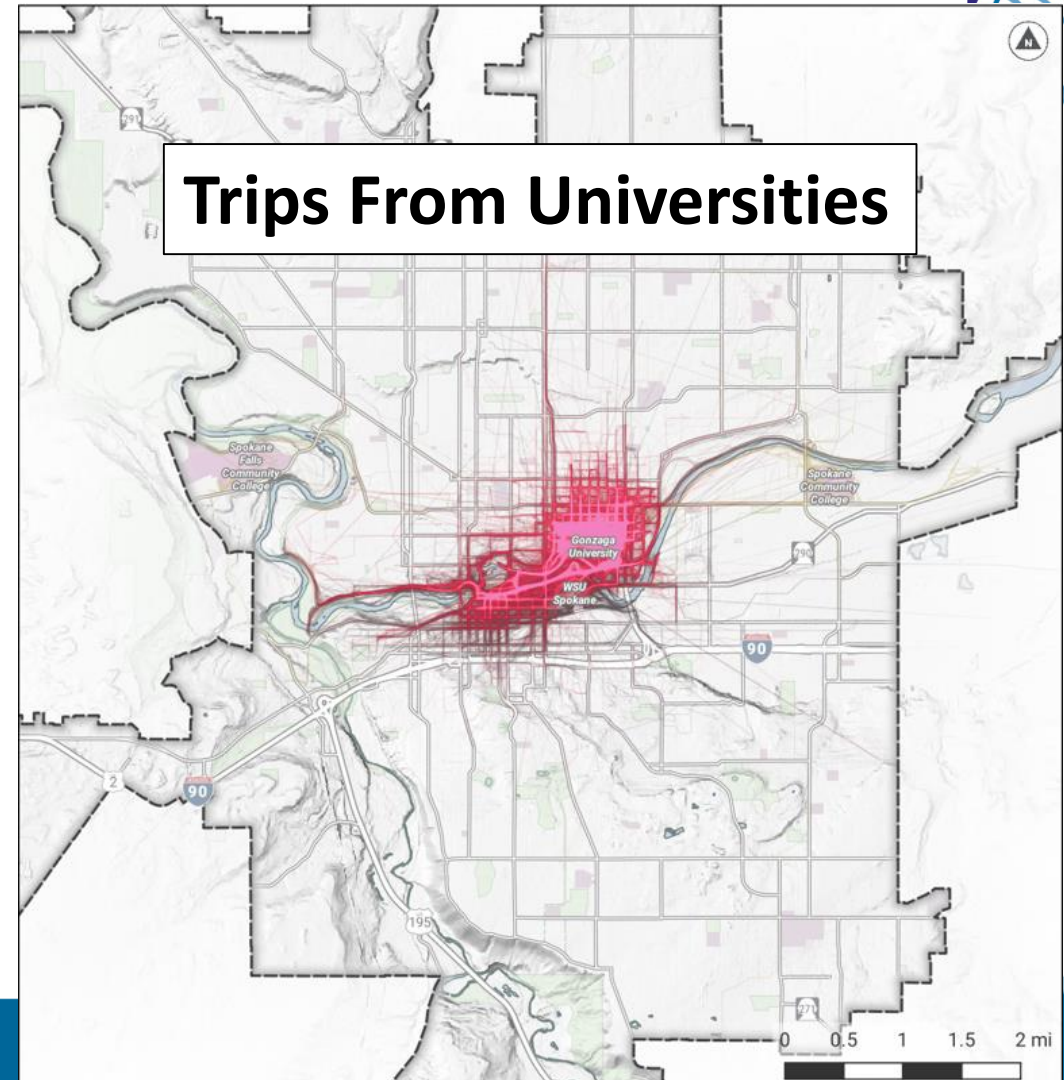 N
291
Trips From Universities
Spokane
Falls
Community
College
Spokane
Community
College
Gonzaga
University
290
WSU
Spokane
90
2
90
195
271
0 0.5 1 1.5 2 mi